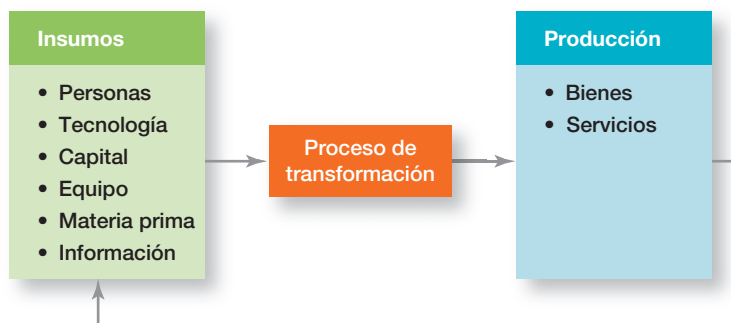 Insumos
• Personas
• Tecnología
• Capital
• Equipo
• Materia prima
• Información
Proceso de
transformación
Producción
• Bienes
• Servicios